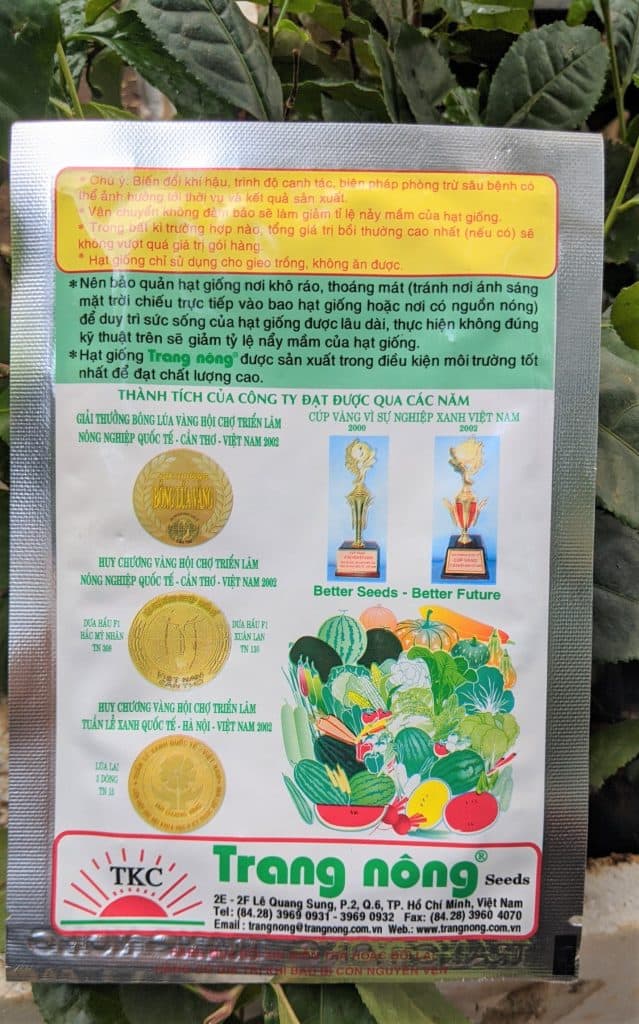 * Chú ý: Biến đổi khí hậu, trình độ canh tác, biện pháp phòng trừ sâu bệnh có
thể ảnh hưởng tới thời vụ và kết quả sản xuất.
* Vận chuyển không đảm bảo sẽ làm giảm tỉ lệ nảy mầm của hạt giống.
* Trong bất kì trường hợp nào, tổng giá trị bồi thường cao nhất (nếu có) sẽ
không vượt quá giá trị gói hàng.
* Hạt giống chỉ sử dụng cho gieo trồng, không ăn được.
* Nên bảo quản hạt giống nơi khô ráo, thoáng mát (tránh nơi ánh sáng
mặt trời chiếu trực tiếp vào bao hạt giống hoặc nơi có nguồn nóng)
để duy trì sức sống của hạt giống được lâu dài, thực hiện không đúng
kỹ thuật trên sẽ giảm tỷ lệ nẩy mầm của hạt giống.
* Hạt giống Trang nông® được sản xuất trong điều kiện môi trường tốt
nhất để đạt chất lượng cao.
THÀNH TÍCH CỦA CÔNG TY ĐẠT ĐƯỢC QUA CÁC NĂM
GIẢI THƯỞNG BÔNG LÚA VÀNG HỘI CHỢ TRIỂN LÃM
NÔNG NGHIỆP QUỐC TẾ - CẦN THƠ - VIỆT NAM 2002
BÔNG LÚA VÀNG
CÚP VÀNG VÌ SỰ NGHIỆP XANH VIỆT NAM
2000
2002
Better Seeds - Better Future
HUY CHƯƠNG VÀNG HỘI CHỢ TRIỂN LÃM
NÔNG NGHIỆP QUỐC TẾ - CẦN THƠ - VIỆT NAM 2002
DƯA HẤU F1
HẮC MỸ NHÂN
TN 308
VIỆT NAM
CẦN THƠ
DƯA HẤU F1
XUÂN LAN
TN 130
HUY CHƯƠNG VÀNG HỘI CHỢ TRIỂN LÃM
TUẦN LỄ XANH QUỐC TẾ - HÀ NỘI - VIỆT NAM 2002
LÚA LAI
2 DÒNG
TN 15
TKC
Trang nông® Seeds
2E - 2F Lê Quang Sung, P.2, Q.6, TP. Hồ Chí Minh, Việt Nam
Tel: (84.28) 3969 0931 - 3969 0932 Fax: (84.28) 3960 4070
Email : trangnong@trangnong.com.vn Web.: www.trangnong.com.vn